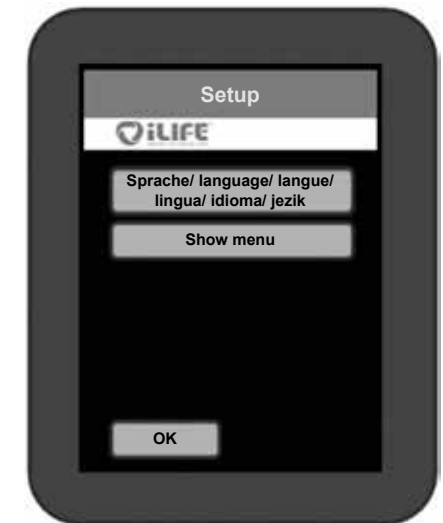 Setup
iLIFE
Sprache/ language/ langue/
lingua/ idioma/ jezik
Show menu
OK